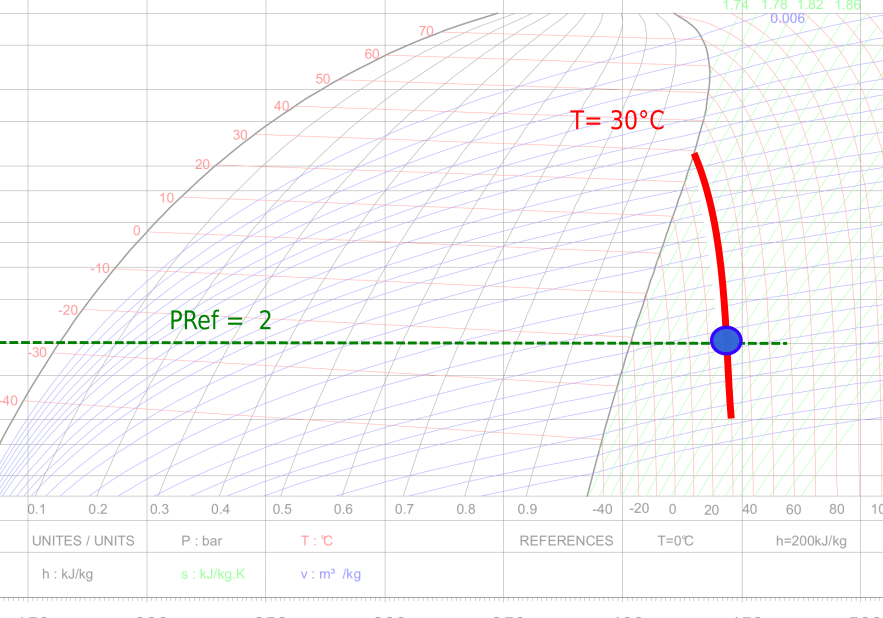 1.74 1.78 1.82 1.86
0.006
70
60
50
40
T= 30°C
30
20
10
0
-10
-20
PRef = 2
-30
-40
0.1 0.2 0.3 0.4 0.5 0.6 0.7 0.8 0.9 -40 -20 0 20 40 60 80
UNITES / UNITS P : bar T : °C REFERENCES T=0°C h=200kJ/kg
h : kJ/kg s : kJ/kg.K v : m³ /kg